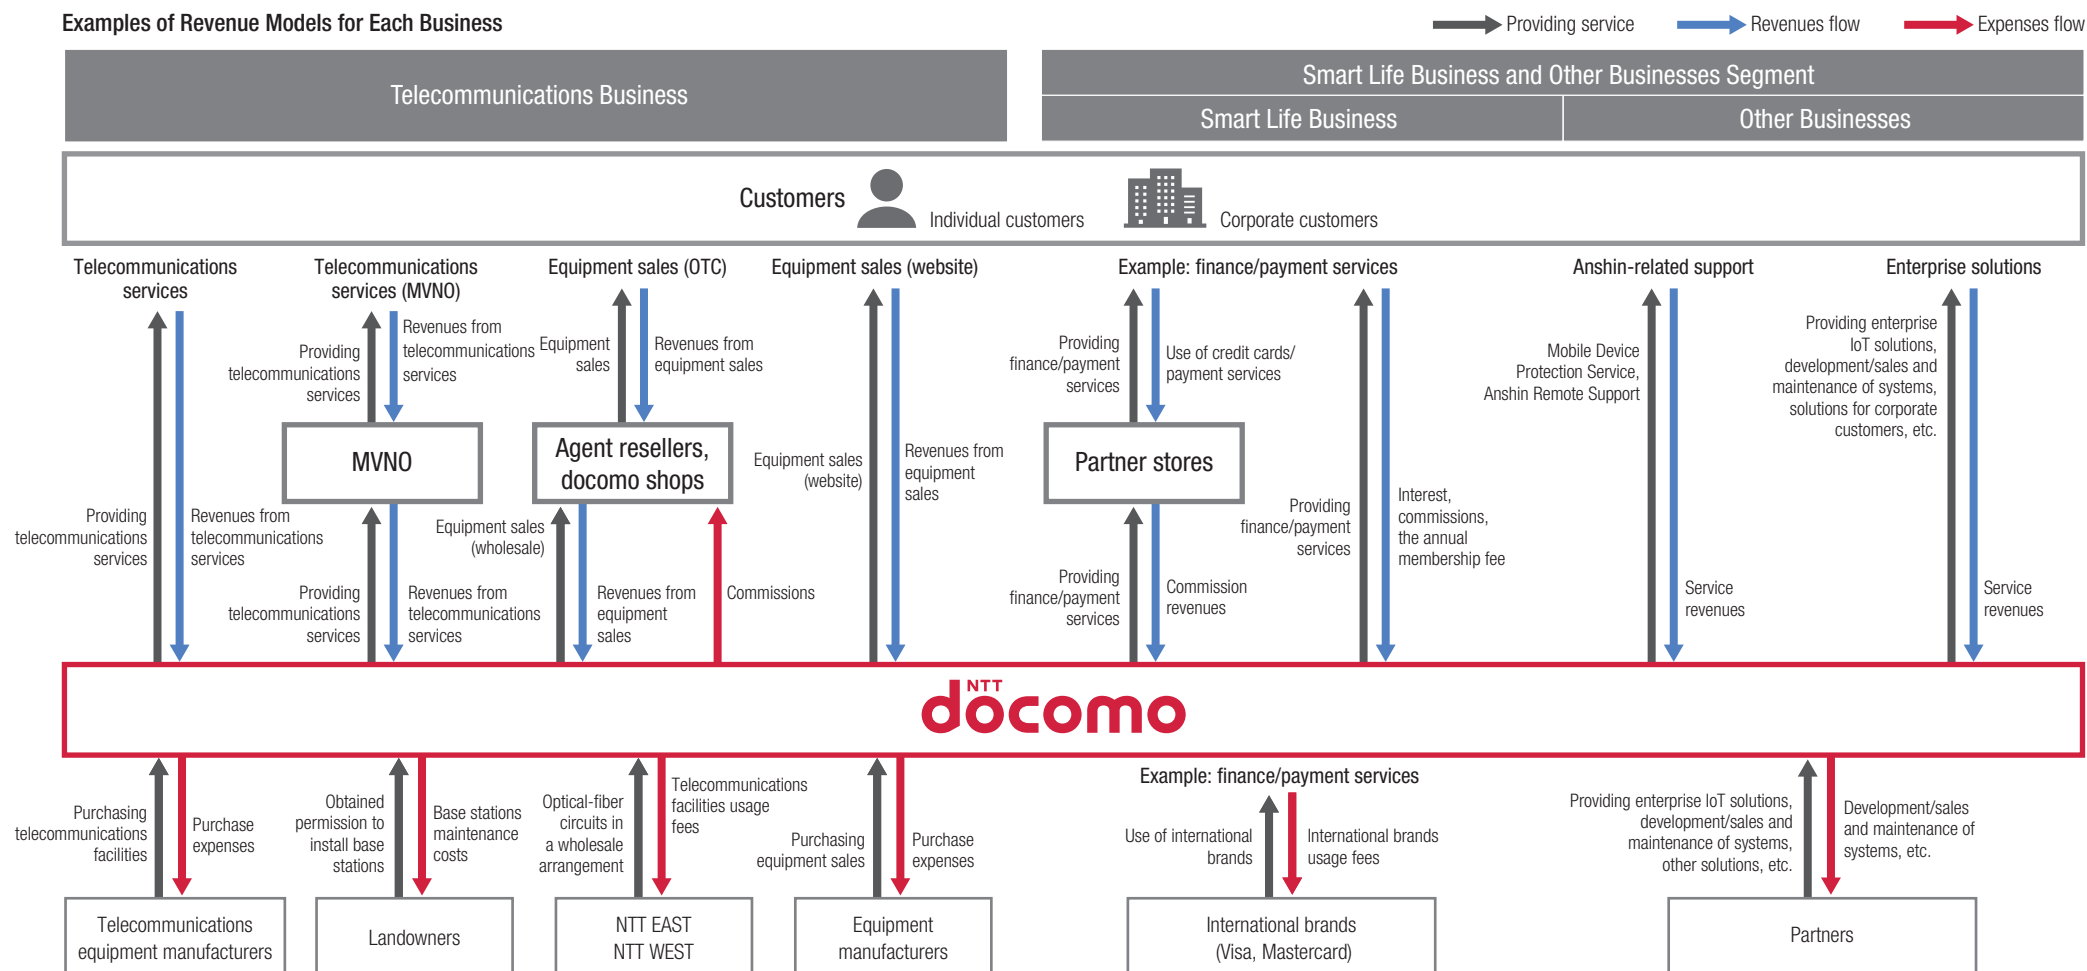 Examples of Revenue Models for Each Business
Providing service
Revenues flow
Expenses flow
Telecommunications Business
Smart Life Business and Other Businesses Segment
Smart Life Business
Other Businesses
Customers
Individual customers
Corporate customers
Telecommunications
services
Telecommunications
services (MVNO)
Equipment sales (OTC)
Equipment sales (website)
Example: finance/payment services
Anshin-related support
Enterprise solutions
Providing
telecommunications
services
Revenues from
telecommunications
services
Providing
telecommunications
services
Revenues from
telecommunications
services
MVNO
Providing
telecommunications
services
Revenues from
telecommunications
services
Equipment
sales
Revenues from
equipment sales
Agent resellers,
docomo shops
Equipment sales
(wholesale)
Revenues from
equipment
sales
Commissions
Equipment sales
(website)
Revenues from
equipment
sales
Providing
finance/payment
services
Use of credit cards/
payment services
Partner stores
Providing
finance/payment
services
Commission
revenues
Providing
finance/payment
services
Interest,
commissions,
the annual
membership fee
Mobile Device
Protection Service,
Anshin Remote Support
Service
revenues
Providing enterprise
IoT solutions,
development/sales and
maintenance of systems,
solutions for corporate
customers, etc.
Service
revenues
NTT
docomo
Purchasing
telecommunications
facilities
Purchase
expenses
Telecommunications
equipment manufacturers
Obtained
permission to
install base
stations
Base stations
maintenance
costs
Landowners
Optical-fiber
circuits in
a wholesale
arrangement
Telecommunications
facilities usage
fees
NTT EAST
NTT WEST
Purchasing
equipment sales
Purchase
expenses
Equipment
manufacturers
Example: finance/payment services
Use of international
brands
International brands
usage fees
International brands
(Visa, Mastercard)
Providing enterprise IoT solutions,
development/sales and
maintenance of systems,
other solutions, etc.
Development/sales
and maintenance of
systems, etc.
Partners